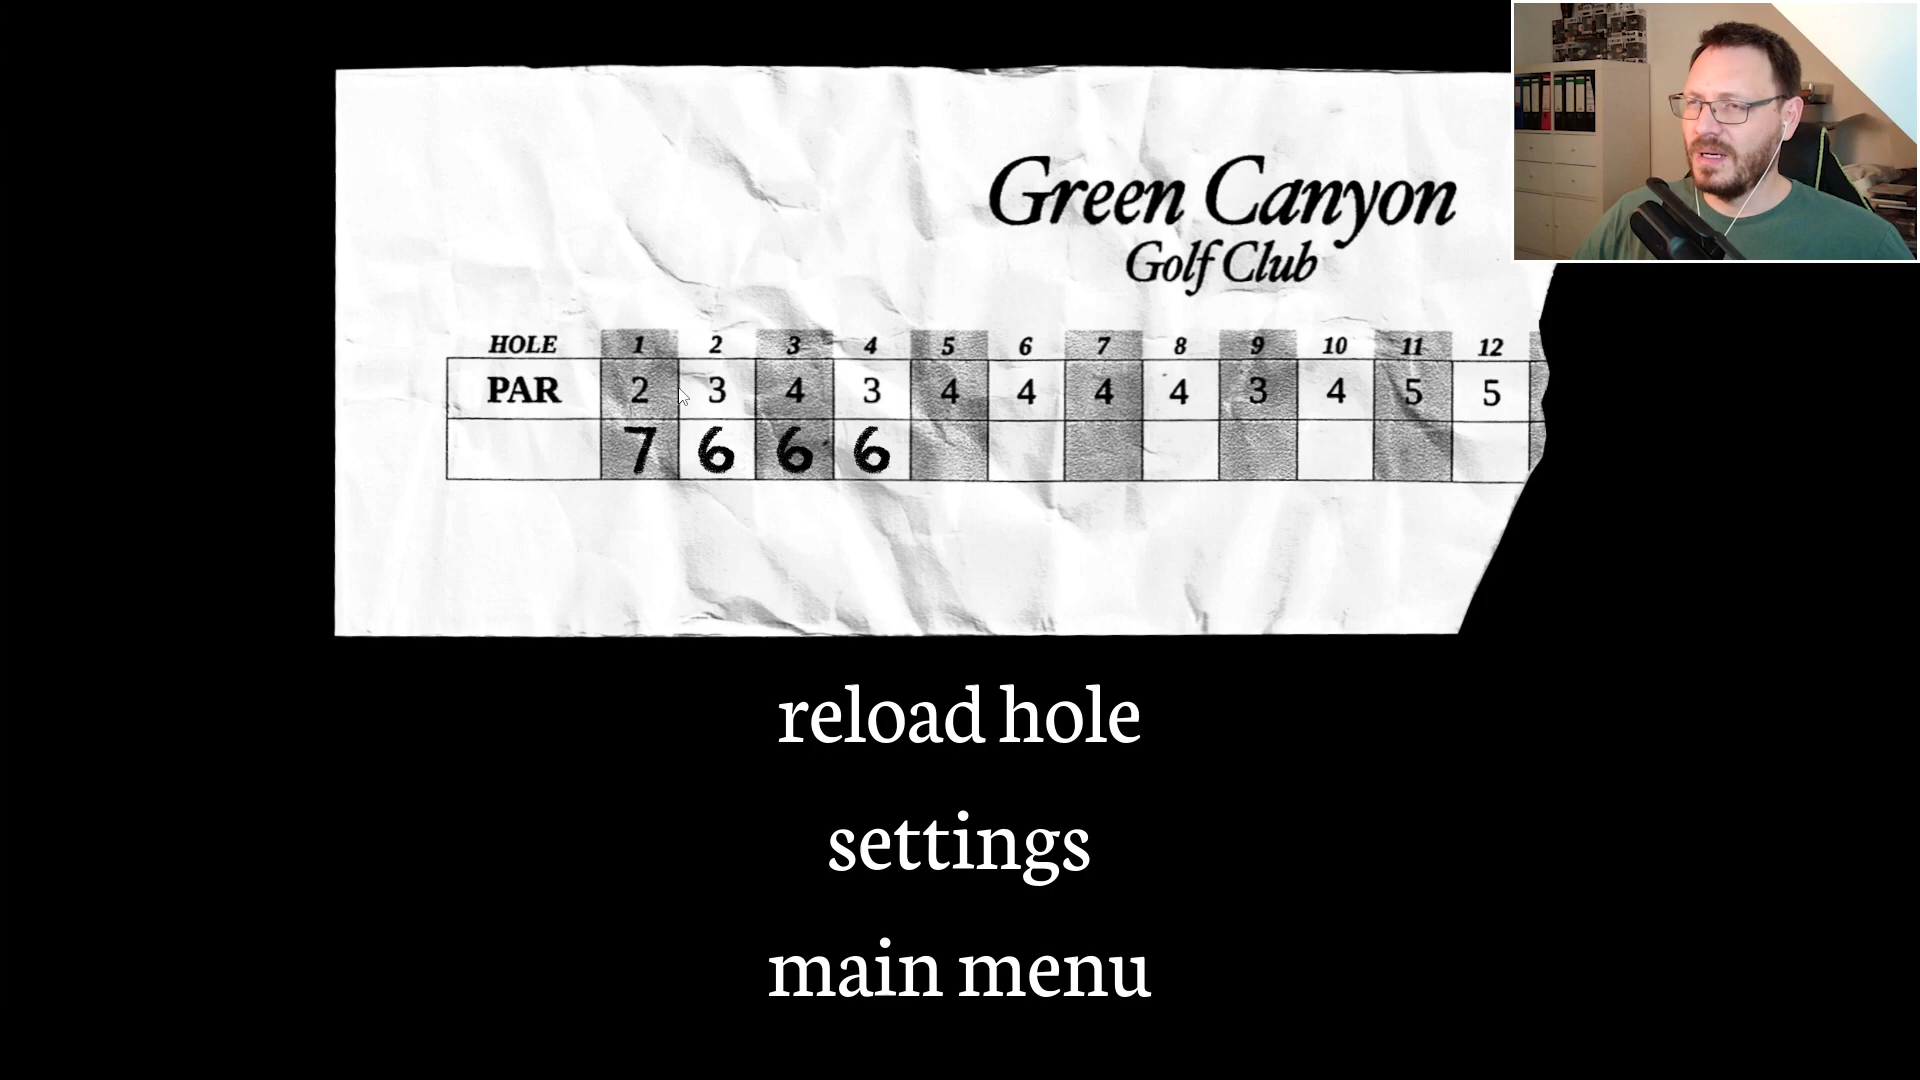 Green Canyon
Golf Club
HOLE 1 2 3 4 5 6 7 8 9 10 11 12
PAR 2 3 4 3 4 4 4 4 3 4 5 5
7 6 6 6
reload hole
settings
main menu